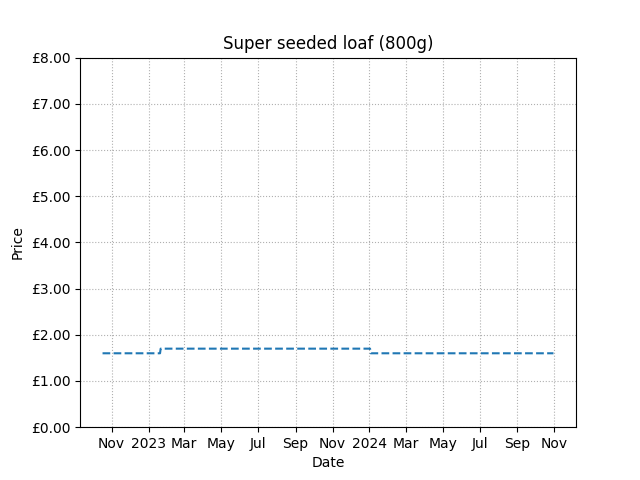 Super seeded loaf (800g)
£8.00
£7.00
£6.00
£5.00
£4.00
£3.00
£2.00
£1.00
£0.00
Price
Nov 2023 Mar May Jul Sep Nov 2024 Mar May Jul Sep Nov
Date